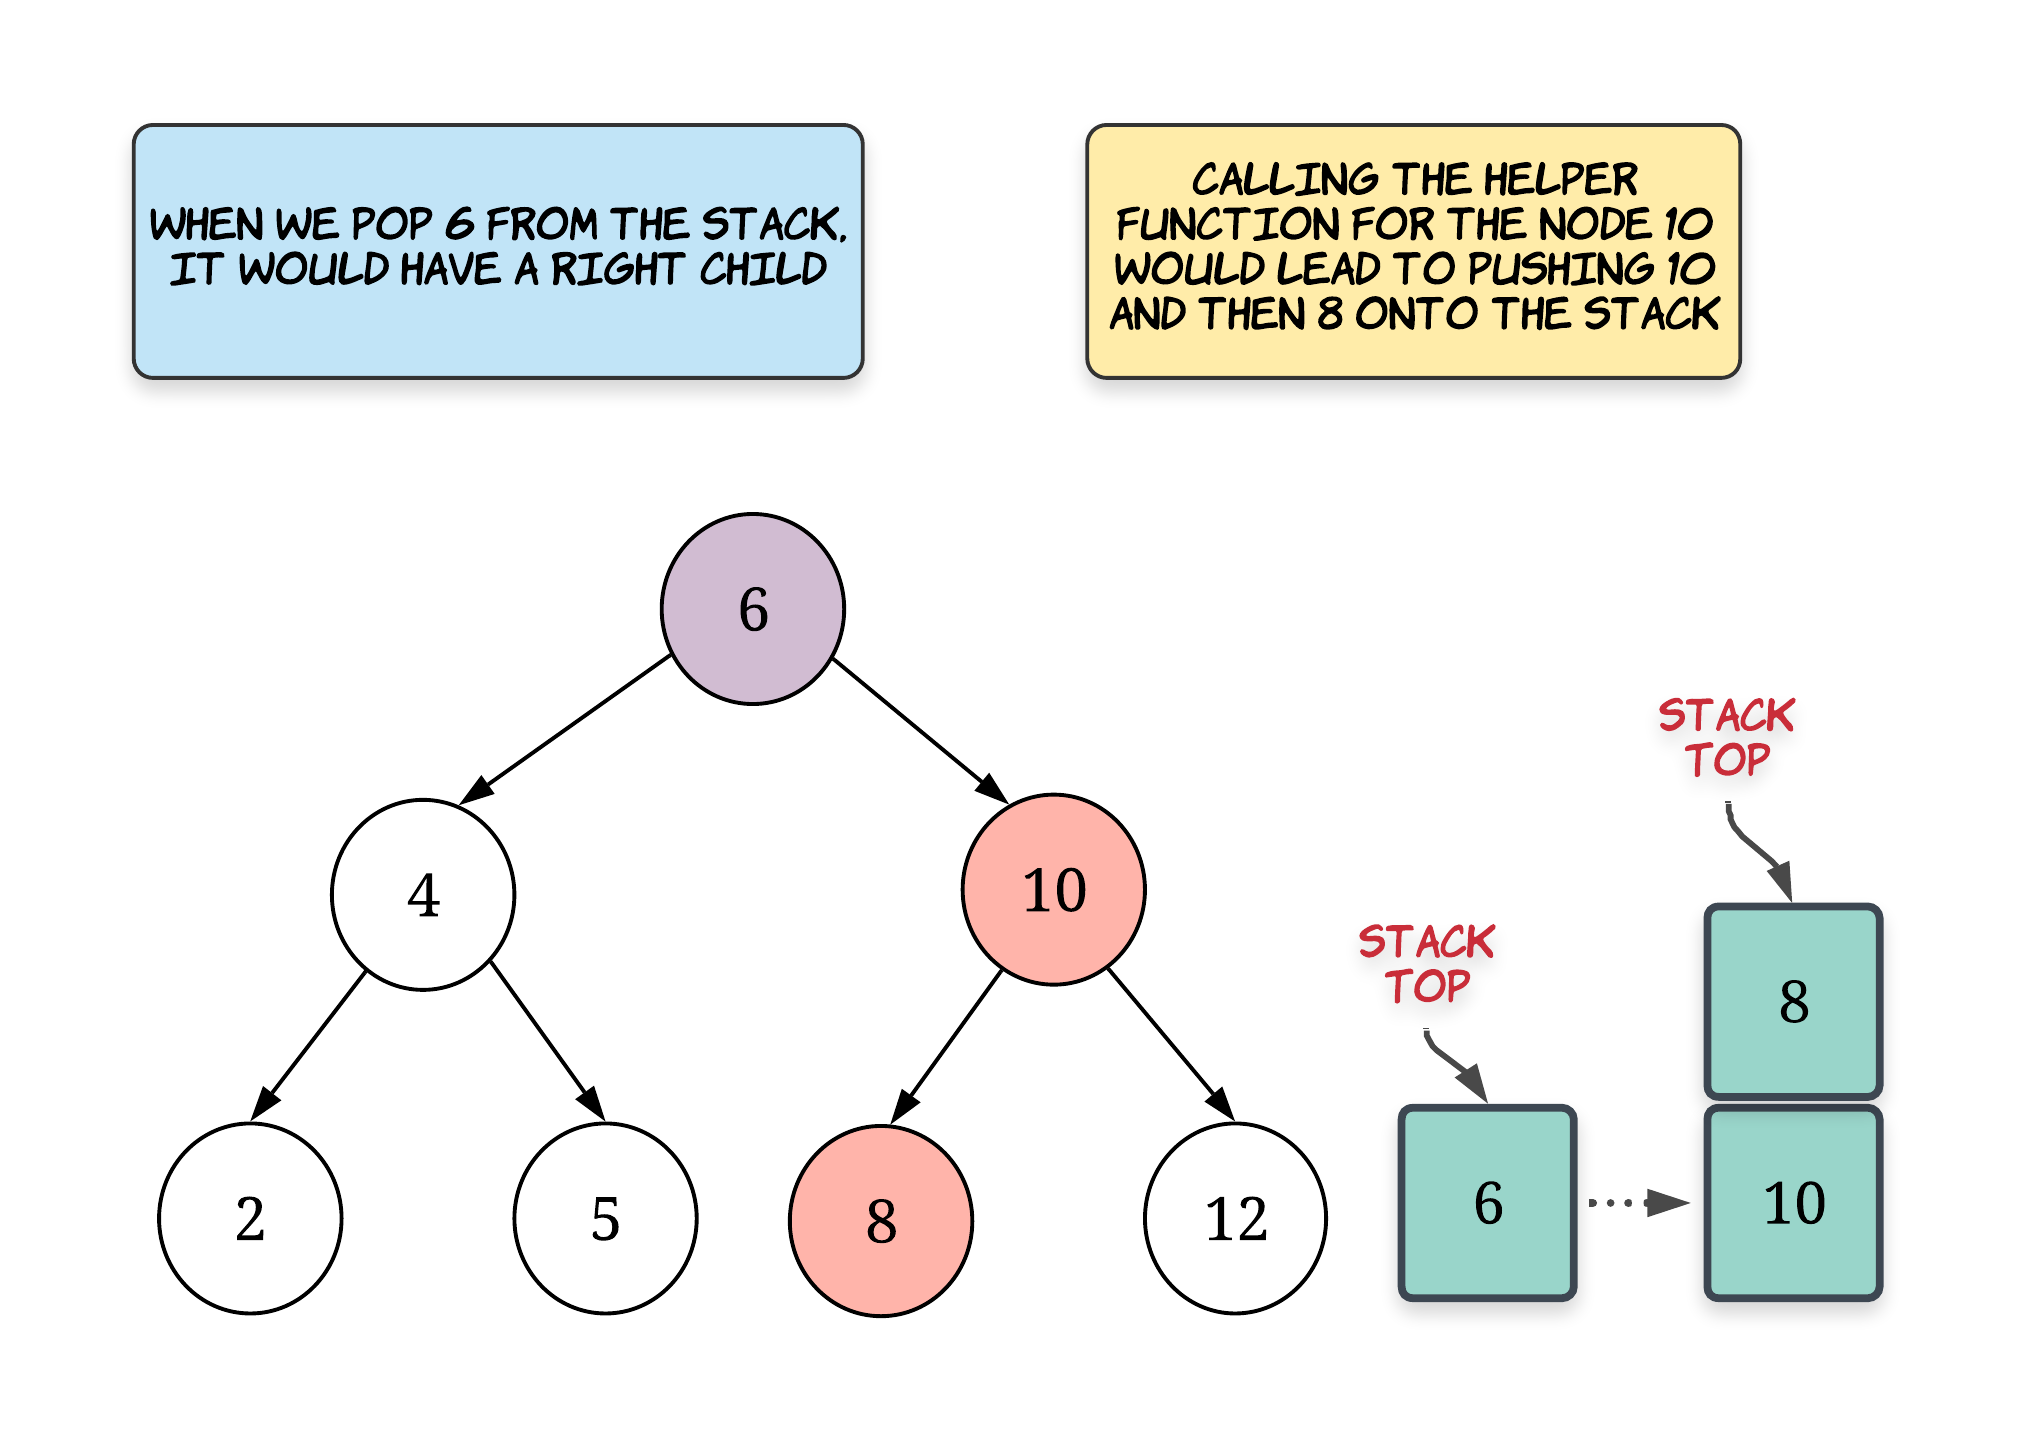 WHEN WE POP 6 FROM THE STACK,
IT WOULD HAVE A RIGHT CHILD
CALLING THE HELPER
FUNCTION FOR THE NODE 10
WOULD LEAD TO PUSHING 10
AND THEN 8 ONTO THE STACK
6
4
10
2
5
8
12
STACK
TOP
6
STACK
TOP
8
10